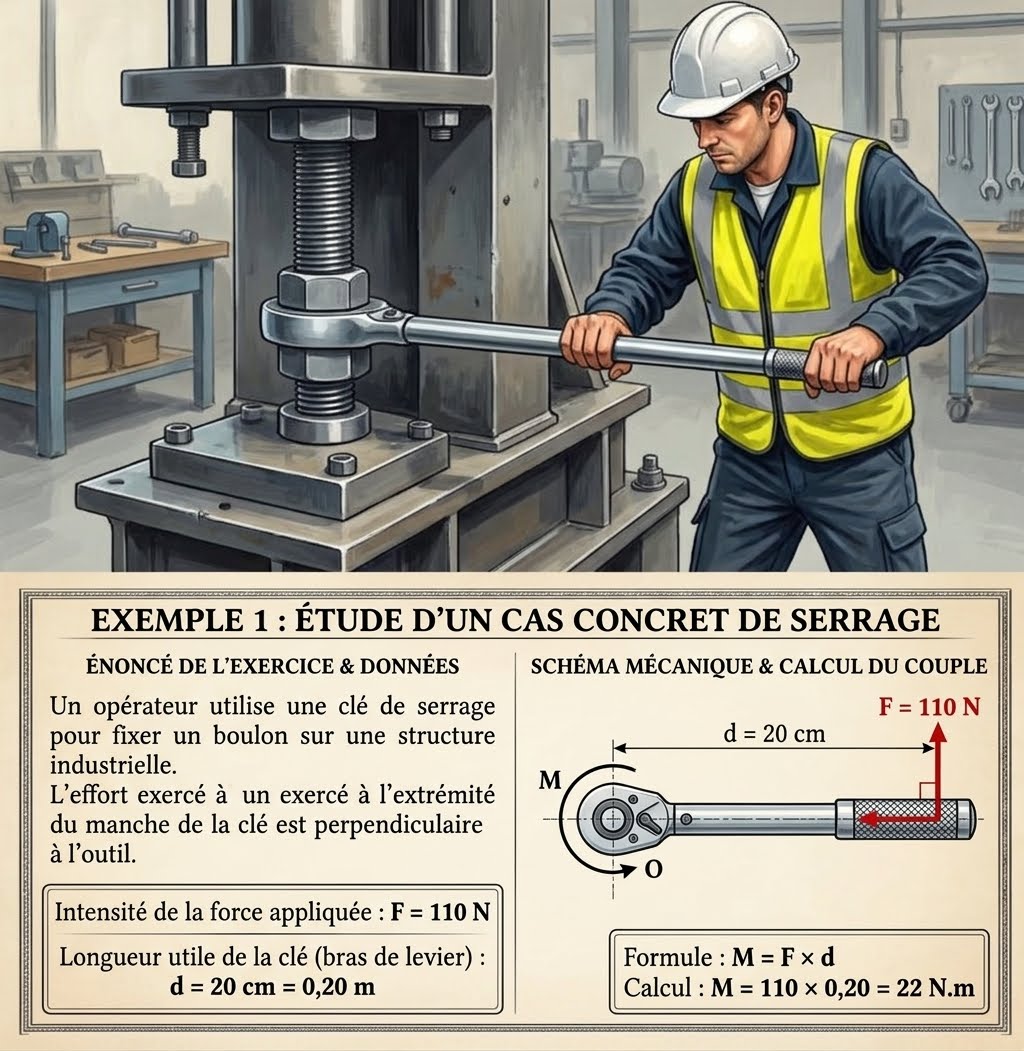 EXEMPLE 1 : ÉTUDE D'UN CAS CONCRET DE SERRAGE
ÉNONCÉ DE L'EXERCICE & DONNÉES
Un opérateur utilise une clé de serrage
pour fixer un boulon sur une structure
industrielle.
L'effort exercé à un exercé à l'extrémité
du manche de la clé est perpendiculaire
à l'outil.
Intensité de la force appliquée : F = 110 N
Longueur utile de la clé (bras de levier) :
d = 20 cm = 0,20 m
SCHÉMA MÉCANIQUE & CALCUL DU COUPLE
F = 110 N
d = 20 cm
M
O
Formule : M = F × d
Calcul : M = 110 × 0,20 = 22 N.m